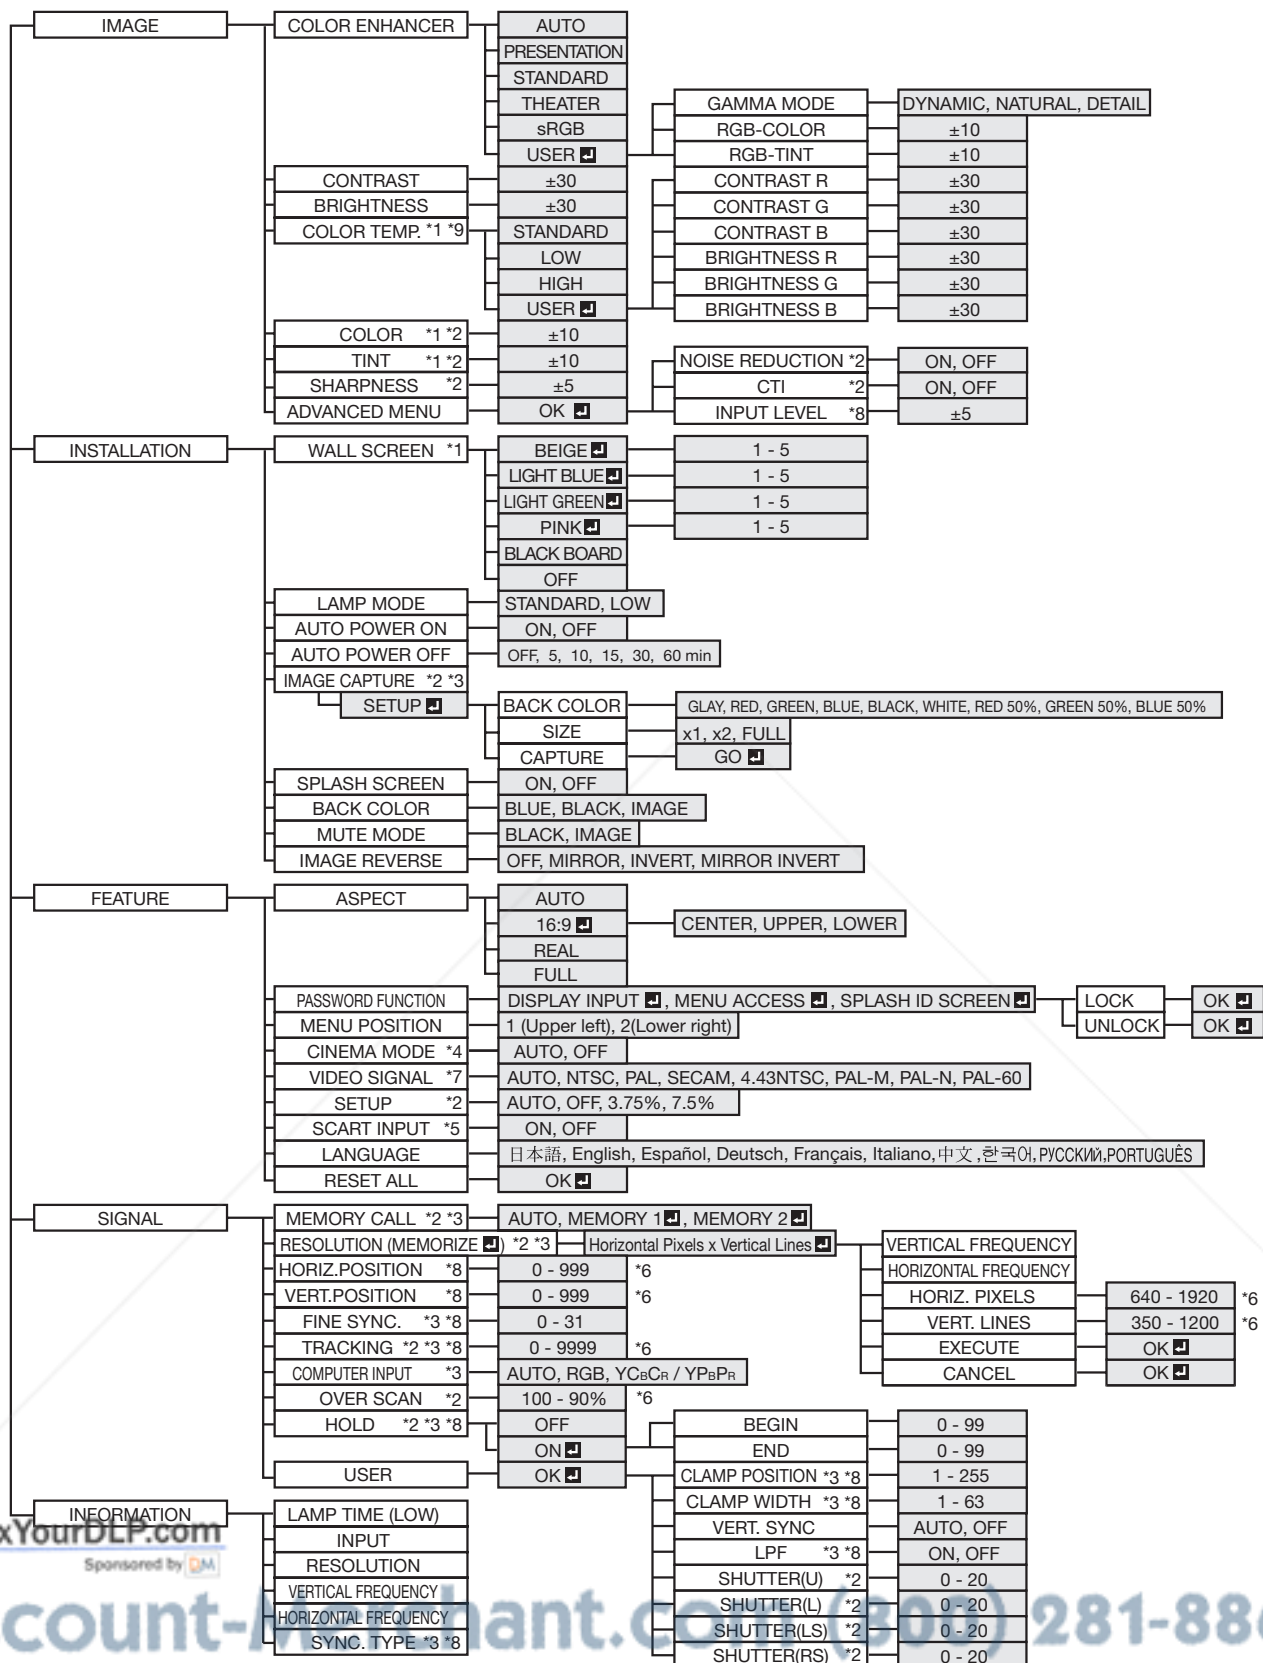 IMAGE COLOR ENHANCER AUTO
PRESENTATION
STANDARD
THEATER GAMMA MODE DYNAMIC, NATURAL, DETAIL
sRGB RGB-COLOR ±10
USER RGB-TINT ±10
CONTRAST ±30 CONTRAST R ±30
BRIGHTNESS ±30 CONTRAST G ±30
COLOR TEMP. *1 *9 STANDARD CONTRAST B ±30
LOW BRIGHTNESS R ±30
HIGH BRIGHTNESS G ±30
USER BRIGHTNESS B ±30
COLOR *1 *2 ±10
TINT *1 *2 ±10 NOISE REDUCTION *2 ON, OFF
SHARPNESS *2 ±5 CTI *2 ON, OFF
ADVANCED MENU OK INPUT LEVEL *8 ±5
INSTALLATION WALL SCREEN *1 BEIGE 1 - 5
LIGHT BLUE 1 - 5
LIGHT GREEN 1 - 5
PINK 1 - 5
BLACK BOARD
OFF
LAMP MODE STANDARD, LOW
AUTO POWER ON ON, OFF
AUTO POWER OFF OFF, 5, 10, 15, 30, 60 min
IMAGE CAPTURE *2 *3
SETUP BACK COLOR GLAY, RED, GREEN, BLUE, BLACK, WHITE, RED 50%, GREEN 50%, BLUE 50%
SIZE x1, x2, FULL
CAPTURE GO
SPLASH SCREEN ON, OFF
BACK COLOR BLUE, BLACK, IMAGE
MUTE MODE BLACK, IMAGE
IMAGE REVERSE OFF, MIRROR, INVERT, MIRROR INVERT
FEATURE ASPECT AUTO
16:9 CENTER, UPPER, LOWER
REAL
FULL
PASSWORD FUNCTION DISPLAY INPUT , MENU ACCESS , SPLASH ID SCREEN LOCK OK
MENU POSITION 1 (Upper left), 2(Lower right) UNLOCK OK
CINEMA MODE *4 AUTO, OFF
VIDEO SIGNAL *7 AUTO, NTSC, PAL, SECAM, 4.43NTSC, PAL-M, PAL-N, PAL-60
SETUP *2 AUTO, OFF, 3.75%, 7.5%
SCART INPUT *5 ON, OFF
LANGUAGE 日本語, English, Español, Deutsch, Français, Italiano, 中文, 한국어, РУССКИЙ, PORTUGUÊS
RESET ALL OK
SIGNAL MEMORY CALL *2 *3 AUTO, MEMORY 1 , MEMORY 2
RESOLUTION (MEMORIZE ) *2 *3 Horizontal Pixels x Vertical Lines VERTICAL FREQUENCY
HORIZ.POSITION *8 0 - 999 *6 HORIZONTAL FREQUENCY
VERT.POSITION *8 0 - 999 *6 HORIZ. PIXELS 640 - 1920 *6
FINE SYNC. *3 *8 0 - 31 VERT. LINES 350 - 1200 *6
TRACKING *2 *3 *8 0 - 9999 *6 EXECUTE OK
COMPUTER INPUT *3 AUTO, RGB, YCBCR / YPBPR CANCEL OK
OVER SCAN *2 100 - 90% *6
HOLD *2 *3 *8 OFF BEGIN 0 - 99
ON END 0 - 99
USER OK CLAMP POSITION *3 *8 1 - 255
CLAMP WIDTH *3 *8 1 - 63
INFORMATION LAMP TIME (LOW) VERT. SYNC AUTO, OFF
INPUT LPF *3 *8 ON, OFF
RESOLUTION SHUTTER(U) *2 0 - 20
VERTICAL FREQUENCY SHUTTER(L) *2 0 - 20
HORIZONTAL FREQUENCY SHUTTER(LS) *2 0 - 20
SYNC. TYPE *3 *8 SHUTTER(RS) *2 0 - 20
xYourDLP.com
Sponsored by DM
count-Merchant.com (800) 281-886